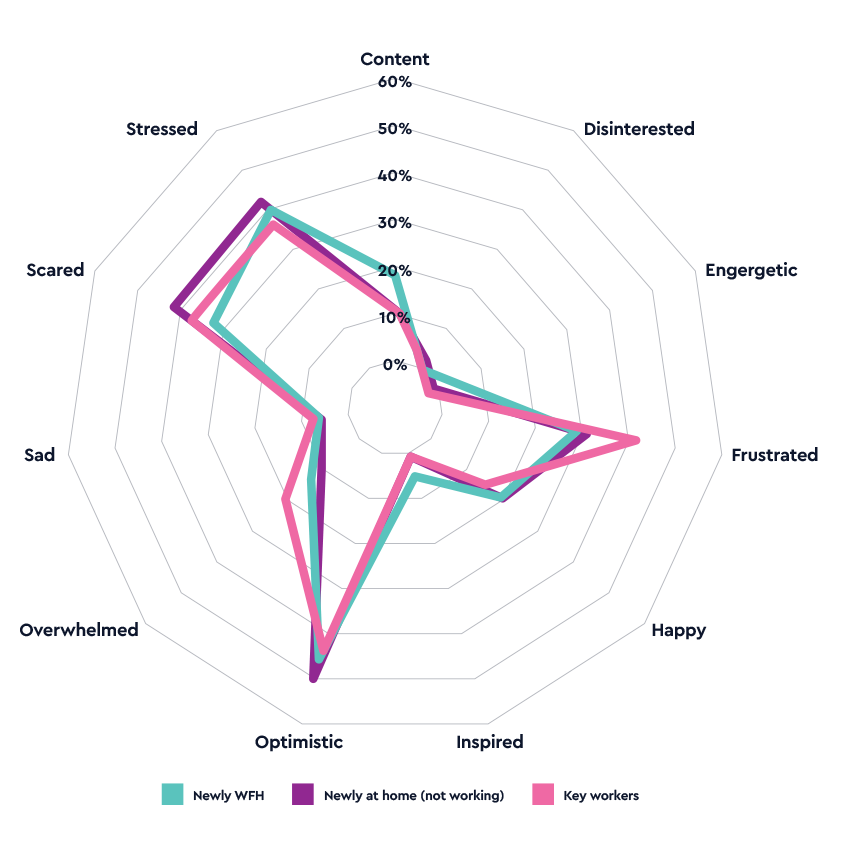 Content
60%
Stressed
Disinterested
50%
40%
30%
Scared
20%
Engergetic
10%
0%
Sad
Frustrated
Overwhelmed
Happy
Optimistic
Inspired
Newly WFH
Newly at home (not working)
Key workers